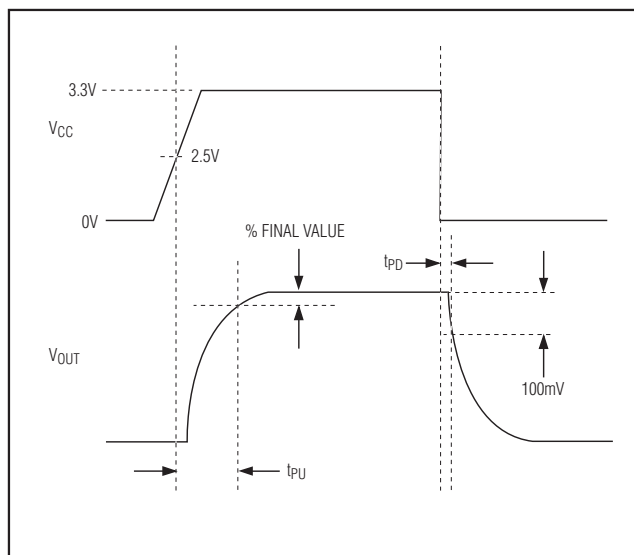 3.3V
VCC
2.5V
0V
% FINAL VALUE
tPD
VOUT
100mV
tPU